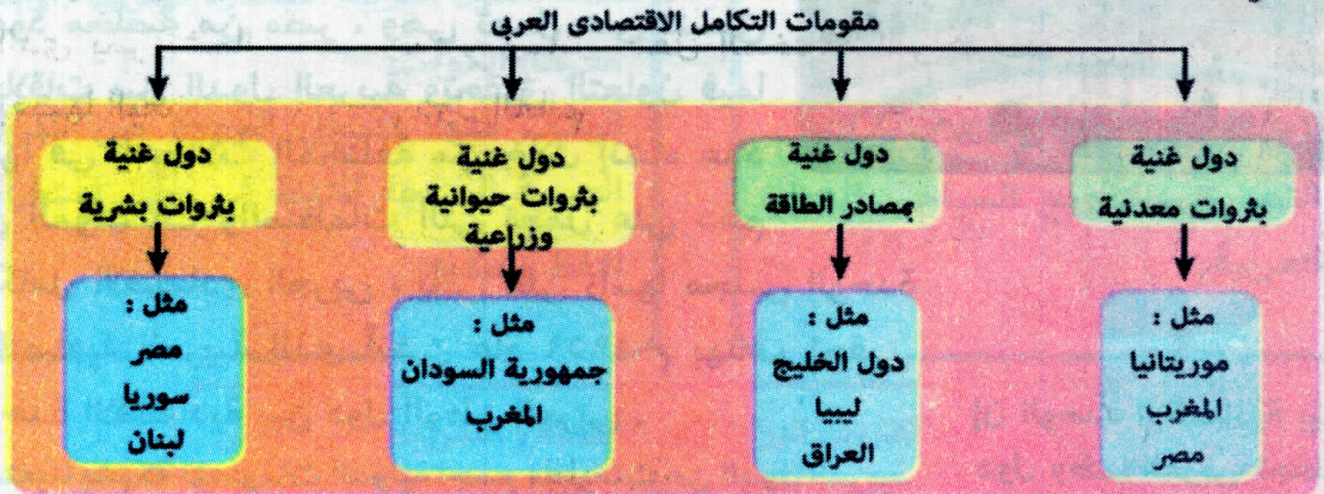 مقومات التكامل الاقتصادى العربى
دول غنية
بثروات معدنية
مثل :
موريتانيا
المغرب
مصر
دول غنية
بمصادر الطاقة
مثل :
دول الخليج
ليبيا
العراق
دول غنية
بثروات حيوانية
وزراعية
مثل :
جمهورية السودان
المغرب
دول غنية
بثروات بشرية
مثل :
مصر
سوريا
لبنان